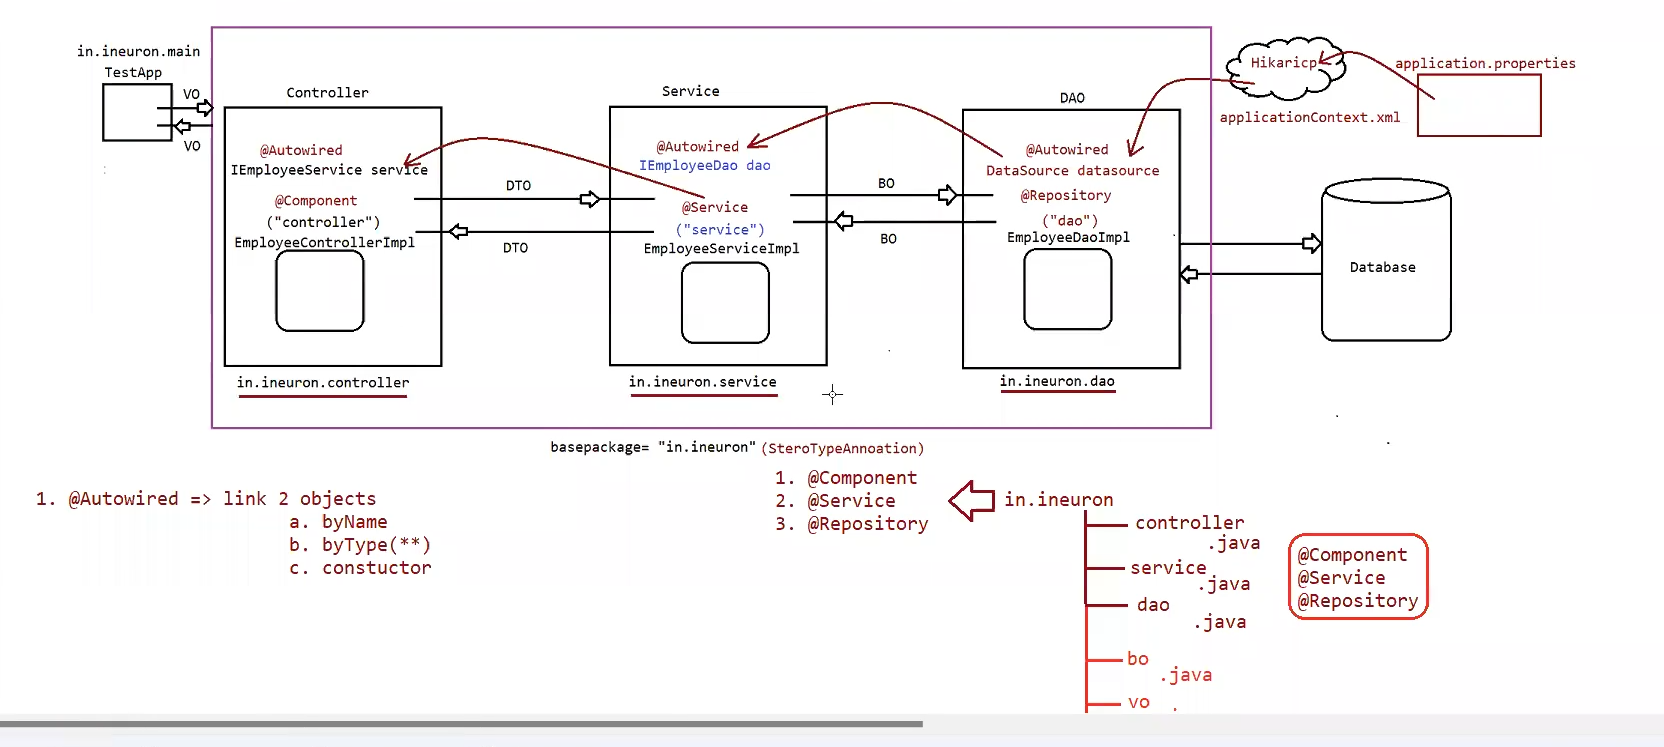 in.ineuron.main
TestApp
VO
VO
Controller
@Autowired
IEmployeeService service
@Component
("controller")
EmployeeControllerImpl
in.ineuron.controller
DTO
DTO
Service
@Autowired
IEmployeeDao dao
@Service
("service")
EmployeeServiceImpl
in.ineuron.service
BO
BO
DAO
@Autowired
DataSource datasource
@Repository
("dao")
EmployeeDaoImpl
in.ineuron.dao
Hikaricp
applicationContext.xml
application.properties
Database
basepackage= "in.ineuron" (SteroTypeAnnoation)
1. @Component
2. @Service
3. @Repository
1. @Autowired => link 2 objects
a. byName
b. byType(**)
c. constuctor
in.ineuron
controller
.java
service
.java
dao
.java
bo
.java
vo
.
@Component
@Service
@Repository